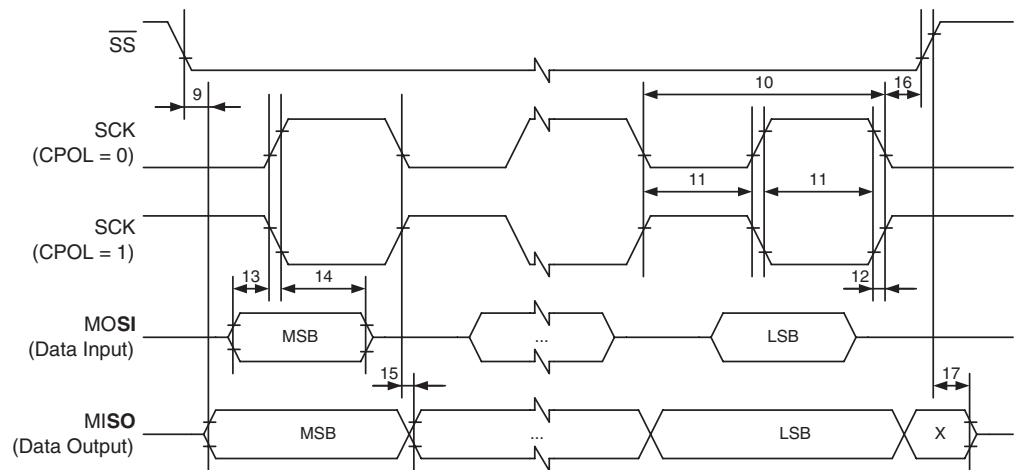 SS
9
10
16
SCK
(CPOL = 0)
11
11
SCK
(CPOL = 1)
13
14
12
MOSI
(Data Input)
MSB
...
LSB
15
17
MISO
(Data Output)
MSB
...
LSB
X